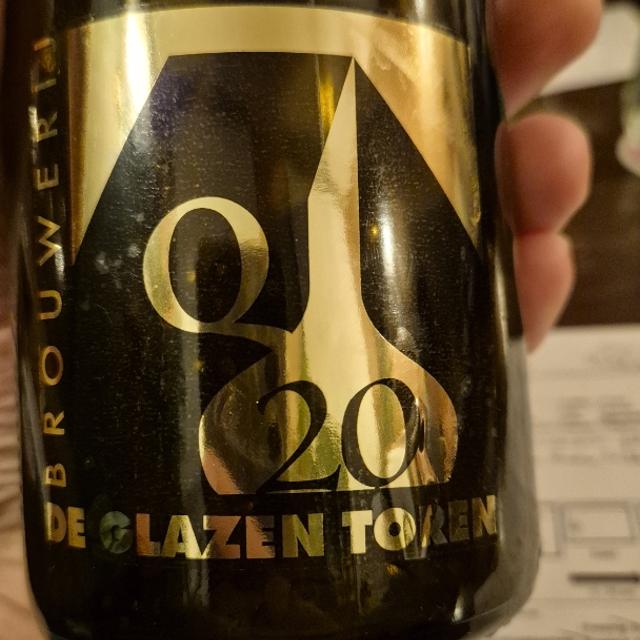 BROUWERIJ
Q
20
DE GLAZEN TOREN